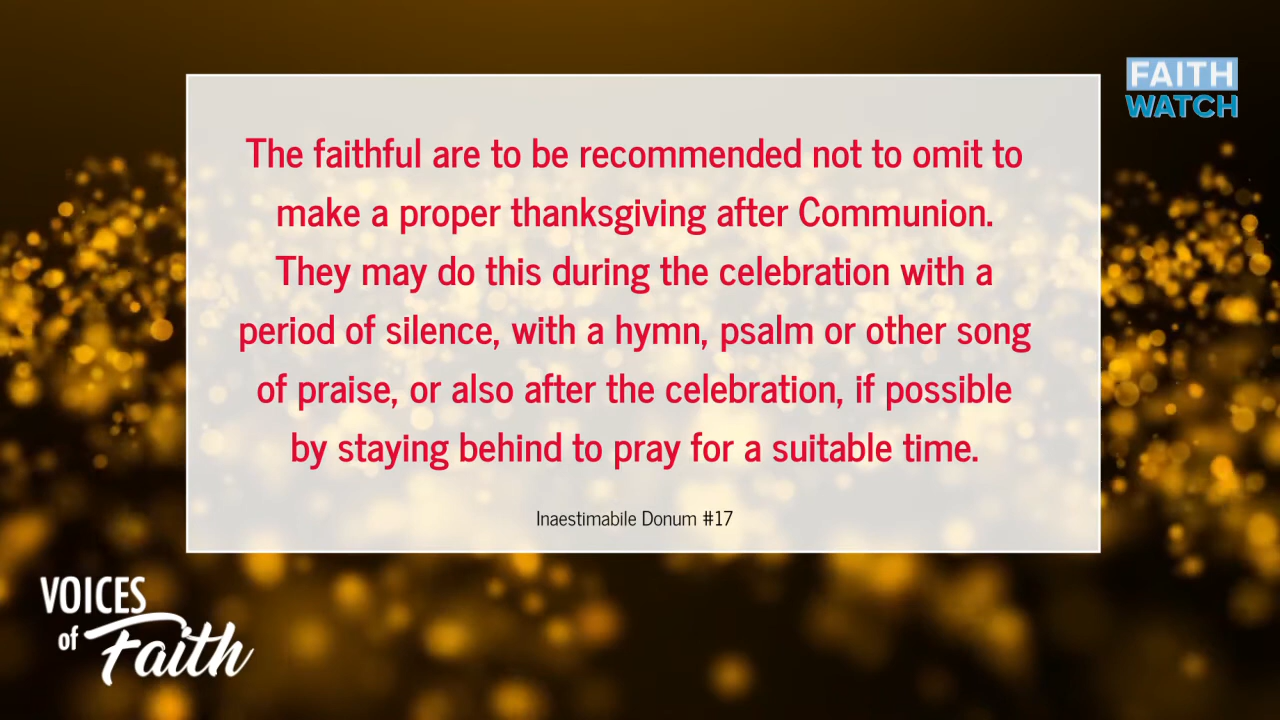 FAITH
WATCH
The faithful are to be recommended not to omit to
make a proper thanksgiving after Communion.
They may do this during the celebration with a
period of silence, with a hymn, psalm or other song
of praise, or also after the celebration, if possible
by staying behind to pray for a suitable time.
Inaestimabile Donum #17
VOICES
of Faith